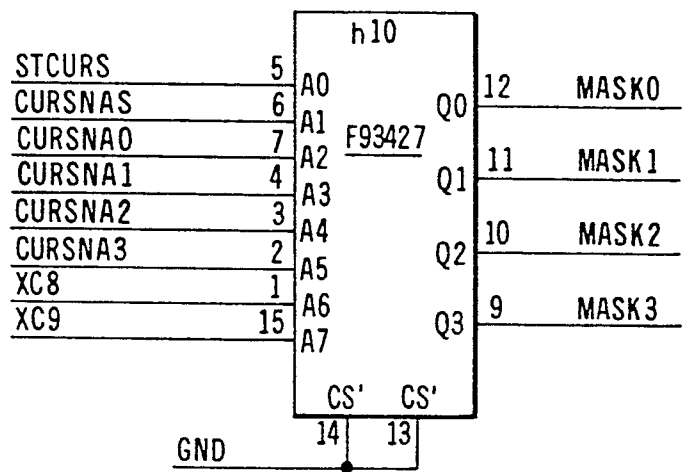 h10
STCURS 5 A0
CURSNAS 6 A1
CURSNA0 7 A2
CURSNA1 4 A3
CURSNA2 3 A4
CURSNA3 2 A5
XC8 1 A6
XC9 15 A7
F93427
Q0 12 MASK0
Q1 11 MASK1
Q2 10 MASK2
Q3 9 MASK3
CS' CS'
14 13
GND